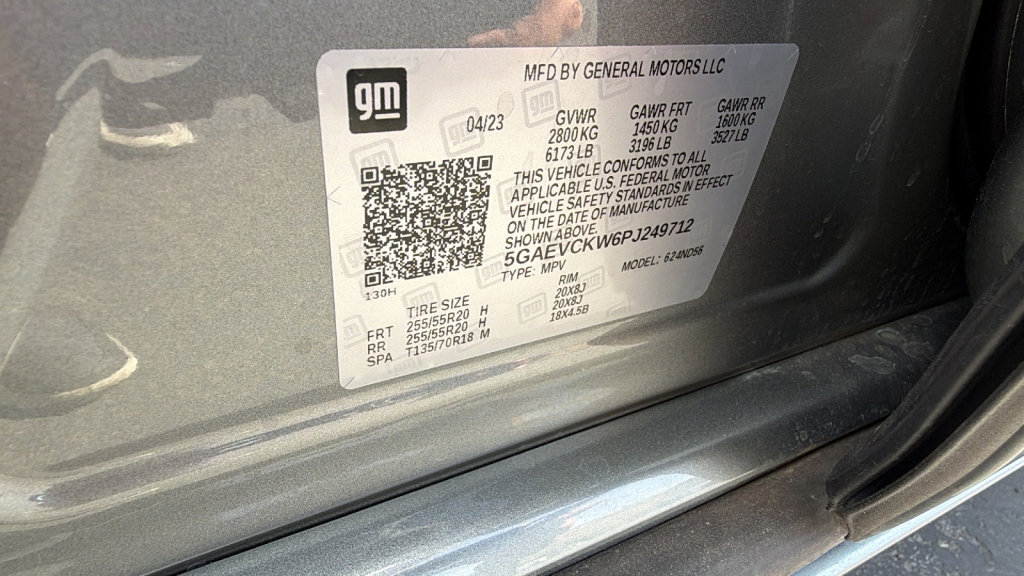 gm
MFD BY GENERAL MOTORS LLC
04/23
GVWR GAWR FRT GAWR RR
2800 KG 1450 KG 1600 KG
6173 LB 3196 LB 3527 LB
THIS VEHICLE CONFORMS TO ALL
APPLICABLE U.S. FEDERAL MOTOR
VEHICLE SAFETY STANDARDS IN EFFECT
ON THE DATE OF MANUFACTURE
SHOWN ABOVE.
5GAEVCKW6PJ249712
TYPE: MPV MODEL: 624ND56
130H
TIRE SIZE RIM
FRT 255/55R20 H 20X8J
RR 255/55R20 H 20X8J
SPA T135/70R18 M 18X4.5B